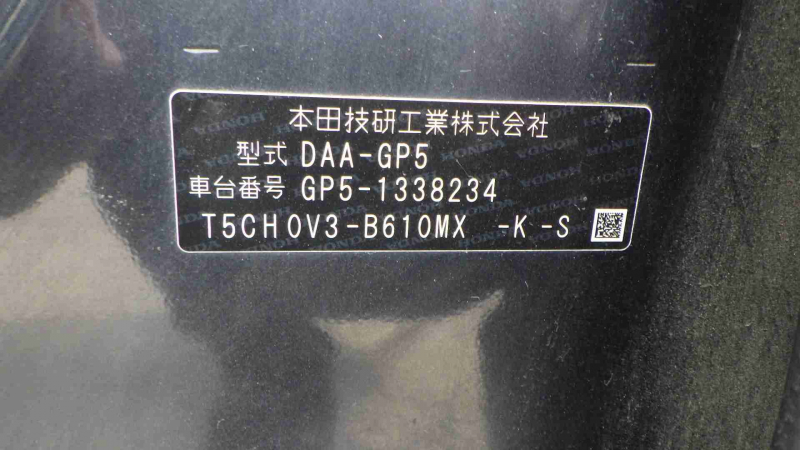 本田技研工業株式会社
型式 DAA-GP5
車台番号 GP5-1338234
T5CH0V3-B610MX -K -S